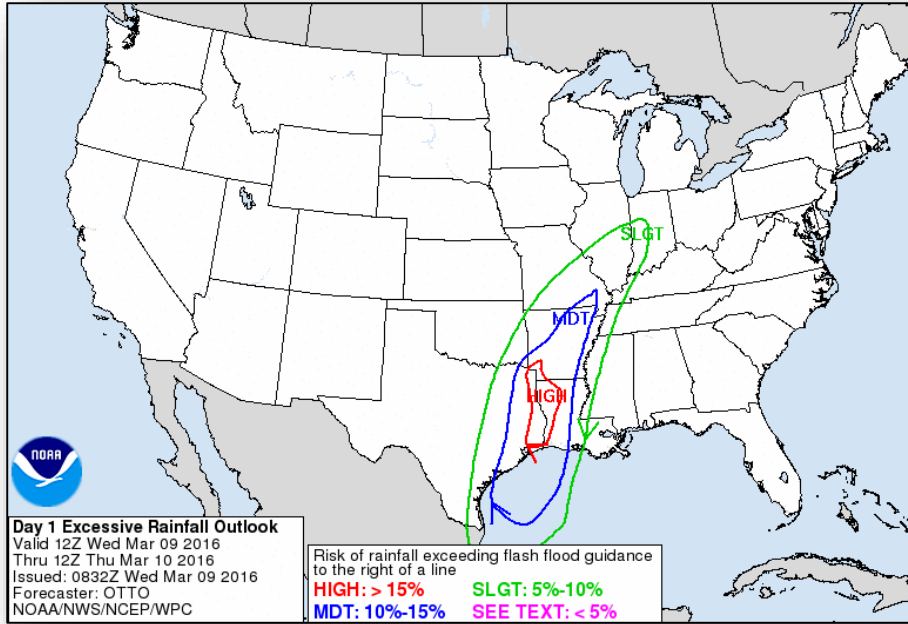 SLGT
MDT
HIGH
NOAA
Day 1 Excessive Rainfall Outlook
Valid 12Z Wed Mar 09 2016
Thru 12Z Thu Mar 10 2016
Issued: 0832Z Wed Mar 09 2016
Forecaster: OTTO
NOAA/NWS/NCEP/WPC
Risk of rainfall exceeding flash flood guidance
to the right of a line
HIGH: > 15% SLGT: 5%-10%
MDT: 10%-15% SEE TEXT: < 5%